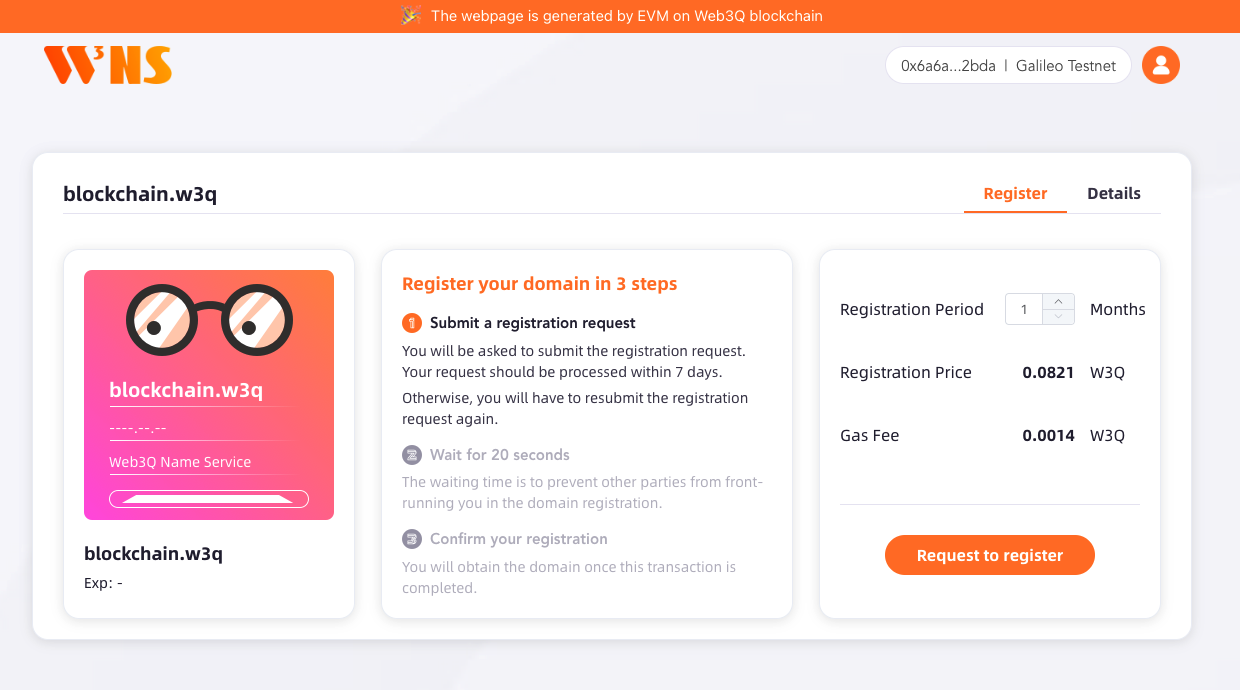 The webpage is generated by EVM on Web3Q blockchain
W3NS
0x6a6a...2bda | Galileo Testnet
blockchain.w3q
Register
Details
blockchain.w3q
----.--.--
Web3Q Name Service
blockchain.w3q
Exp: -
Register your domain in 3 steps
1 Submit a registration request
You will be asked to submit the registration request.
Your request should be processed within 7 days.
Otherwise, you will have to resubmit the registration
request again.
2 Wait for 20 seconds
The waiting time is to prevent other parties from front-
running you in the domain registration.
3 Confirm your registration
You will obtain the domain once this transaction is
completed.
Registration Period 1 Months
Registration Price 0.0821 W3Q
Gas Fee 0.0014 W3Q
Request to register